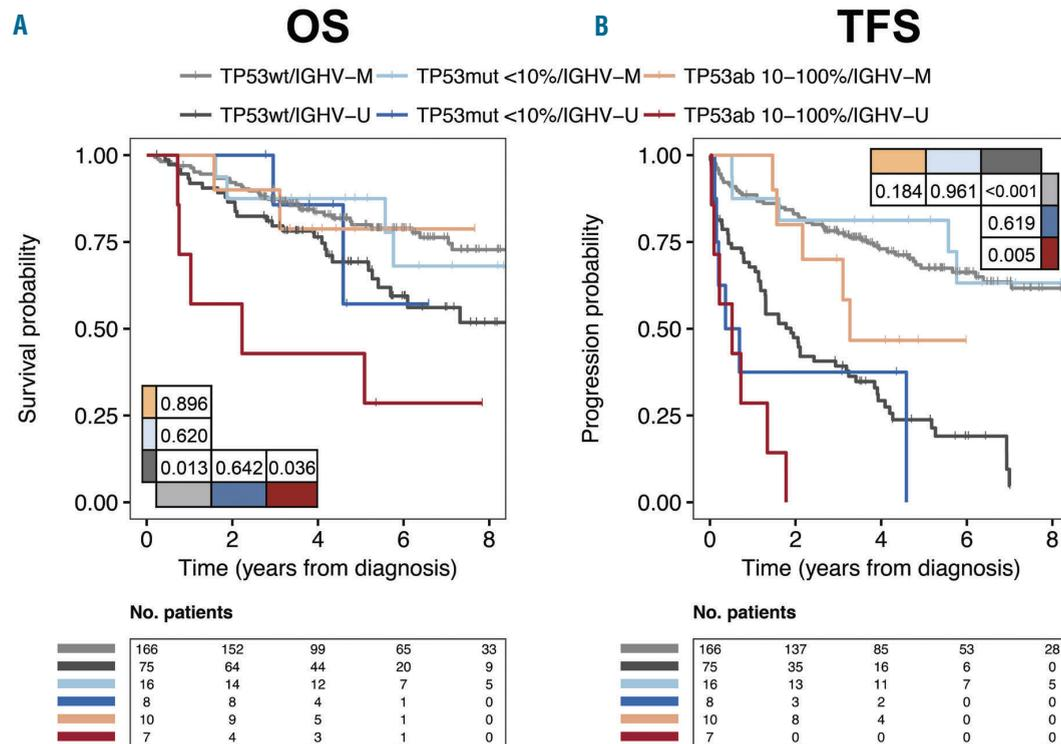 A OS B TFS
TP53wt/IGHV–M TP53mut <10%/IGHV–M TP53ab 10–100%/IGHV–M
TP53wt/IGHV–U TP53mut <10%/IGHV–U TP53ab 10–100%/IGHV–U
Survival probability
1.00
0.75
0.50
0.25
0.00
0.896
0.620
0.013 0.642 0.036
0 2 4 6 8
Time (years from diagnosis)
No. patients
166 152 99 65 33
75 64 44 20 9
16 14 12 7 5
8 8 4 1 0
10 9 5 1 0
7 4 3 1 0
Progression probability
1.00
0.75
0.50
0.25
0.00
0.184 0.961 <0.001
0.619
0.005
0 2 4 6 8
Time (years from diagnosis)
No. patients
166 137 85 53 28
75 35 16 6 0
16 13 11 7 5
8 3 2 0 0
10 8 4 0 0
7 0 0 0 0